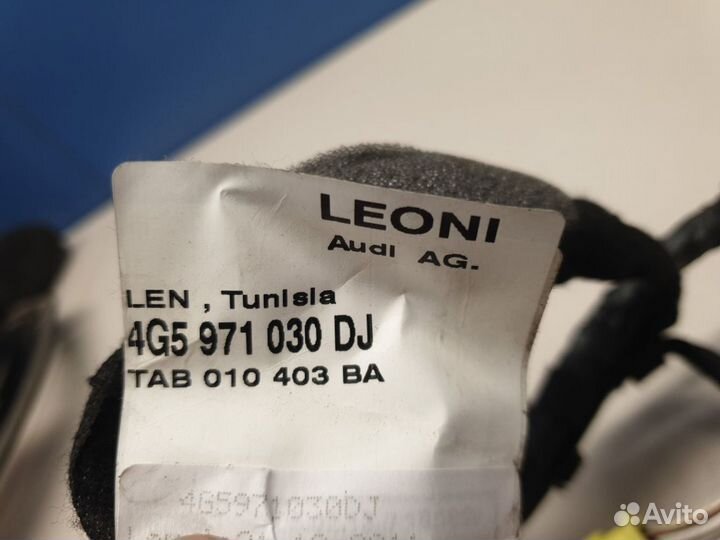 LEONI
Audi AG.
LEN , Tunisia
4G5 971 030 DJ
TAB 010 403 BA
4G5971030DJ
Avito